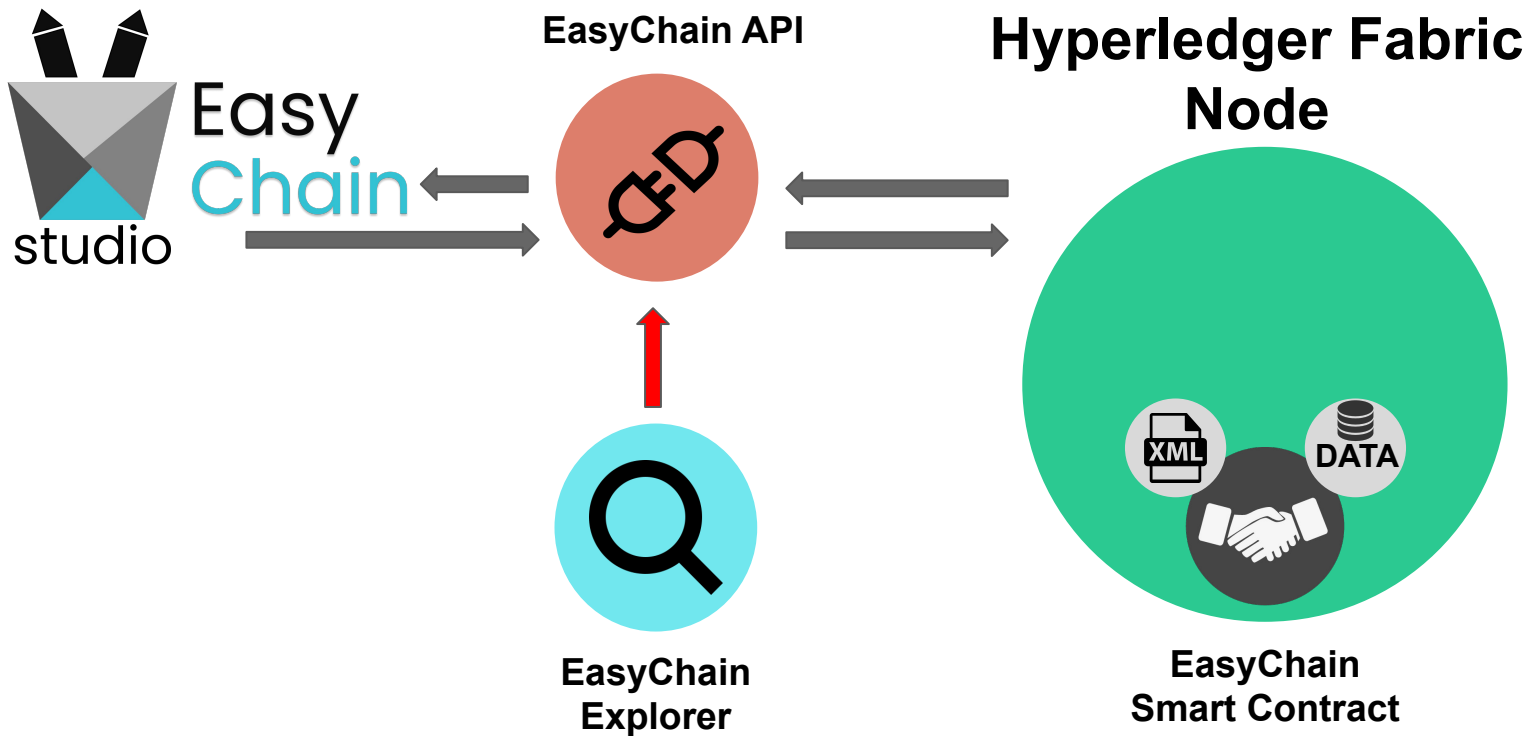 Easy
Chain
studio
EasyChain API
Hyperledger Fabric
Node
XML
DATA
EasyChain
Explorer
EasyChain
Smart Contract